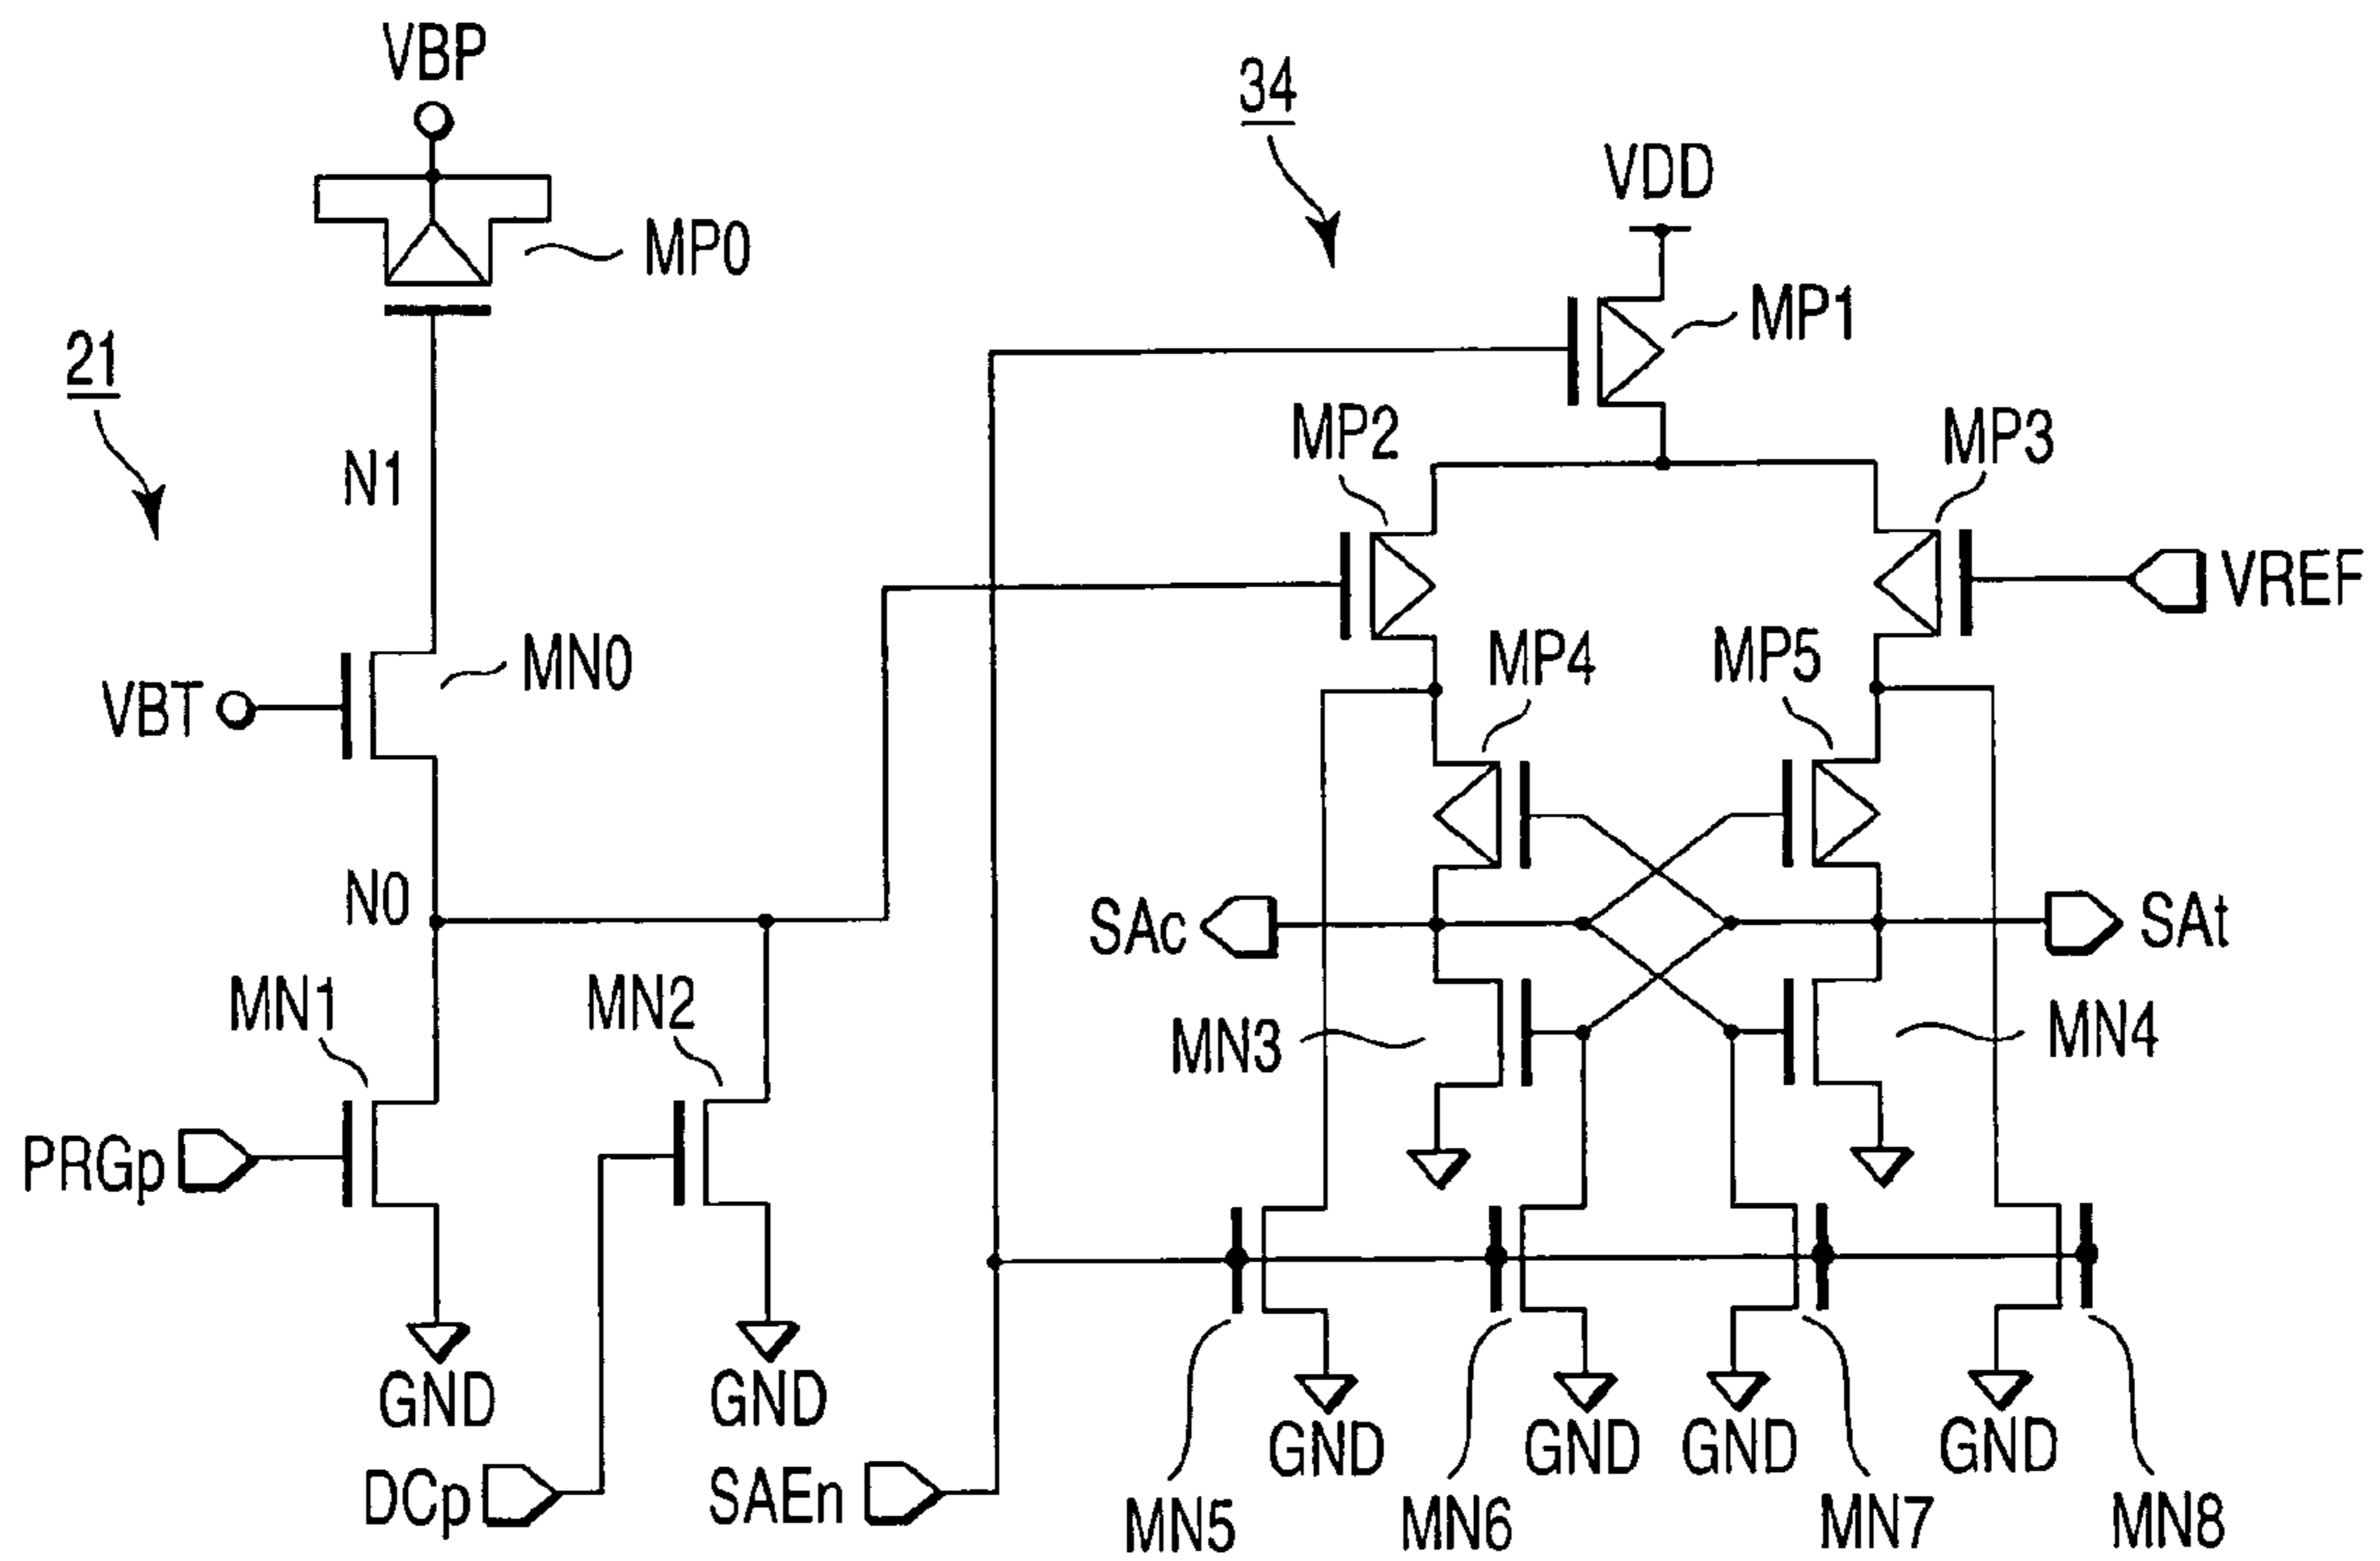 VBP
34
VDD
MP0
MP1
21
MP2
MP3
N1
VREF
MN0
MP4
MP5
VBT
N0
SAc
SAt
MN1
MN2
MN3
MN4
PRGp
GND
GND
GND
GND
GND
GND
DCp
SAEn
MN5
MN6
MN7
MN8